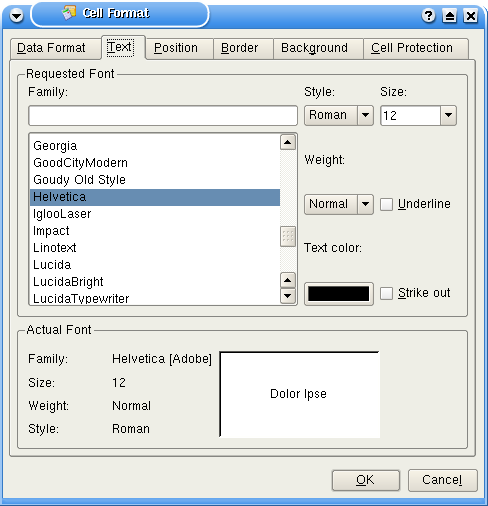 Cell Format
Data Format Text Position Border Background Cell Protection
Requested Font
Family: Style: Size:
Roman 12
Georgia
GoodCityModern
Goudy Old Style
Helvetica
IglooLaser
Impact
Linotext
Lucida
LucidaBright
LucidaTypewriter
Weight:
Normal Underline
Text color:
Strike out
Actual Font
Family: Helvetica [Adobe]
Size: 12
Weight: Normal
Style: Roman
Dolor Ipse
OK Cancel